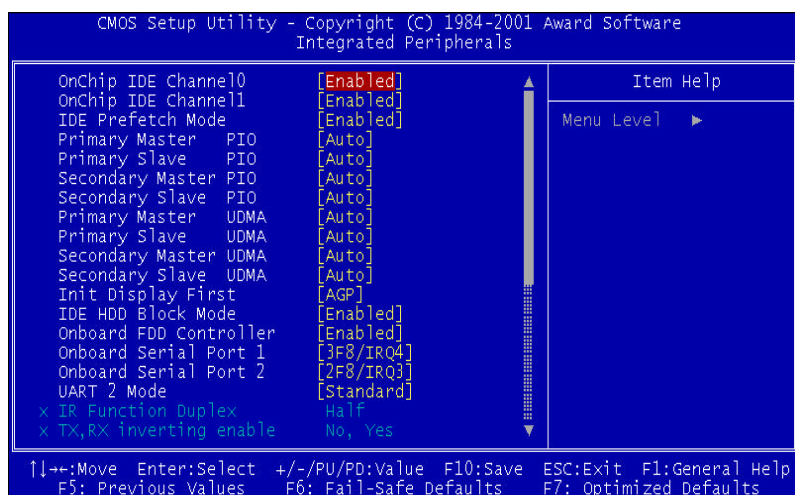 CMOS Setup Utility - Copyright (C) 1984-2001 Award Software
Integrated Peripherals
OnChip IDE Channel0 [Enabled]
OnChip IDE Channel1 [Enabled]
IDE Prefetch Mode [Enabled]
Primary Master PIO [Auto]
Primary Slave PIO [Auto]
Secondary Master PIO [Auto]
Secondary Slave PIO [Auto]
Primary Master UDMA [Auto]
Primary Slave UDMA [Auto]
Secondary Master UDMA [Auto]
Secondary Slave UDMA [Auto]
Init Display First [AGP]
IDE HDD Block Mode [Enabled]
Onboard FDD Controller [Enabled]
Onboard Serial Port 1 [3F8/IRQ4]
Onboard Serial Port 2 [2F8/IRQ3]
UART 2 Mode [Standard]
x IR Function Duplex Half
x TX,RX inverting enable No, Yes
Item Help
Menu Level ►
↑↓→←:Move Enter:Select +/-/PU/PD:Value F10:Save ESC:Exit F1:General Help
F5: Previous Values F6: Fail-Safe Defaults F7: Optimized Defaults